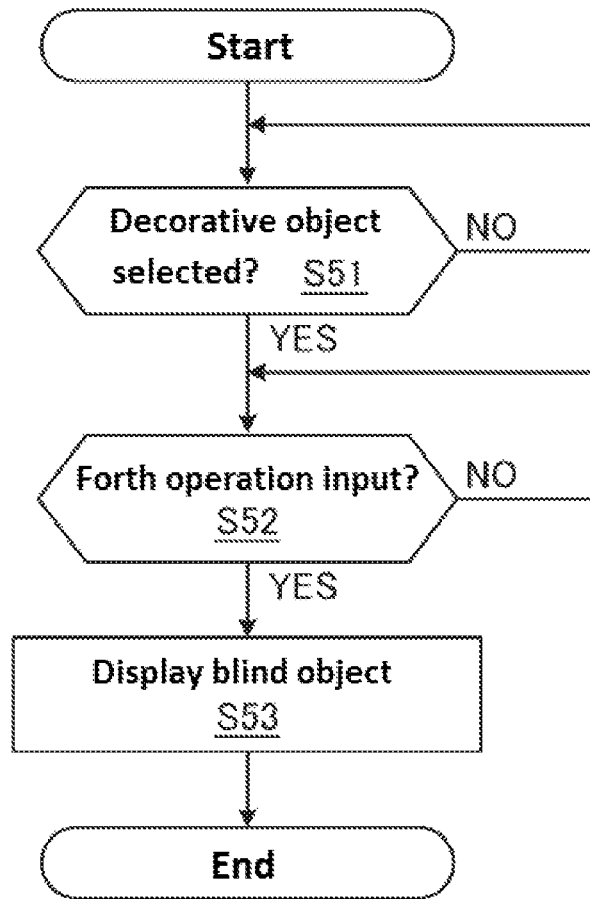 Start
Decorative object
selected? S51
NO
YES
Forth operation input?
S52
NO
YES
Display blind object
S53
End